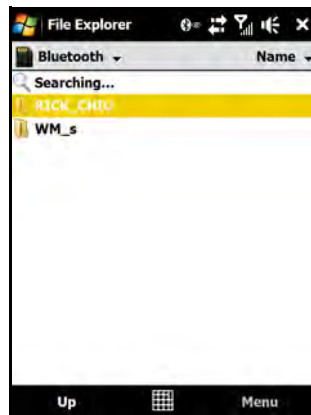 File Explorer
Bluetooth Name
Searching...
RICK_CHIU
WM_s
Up Menu